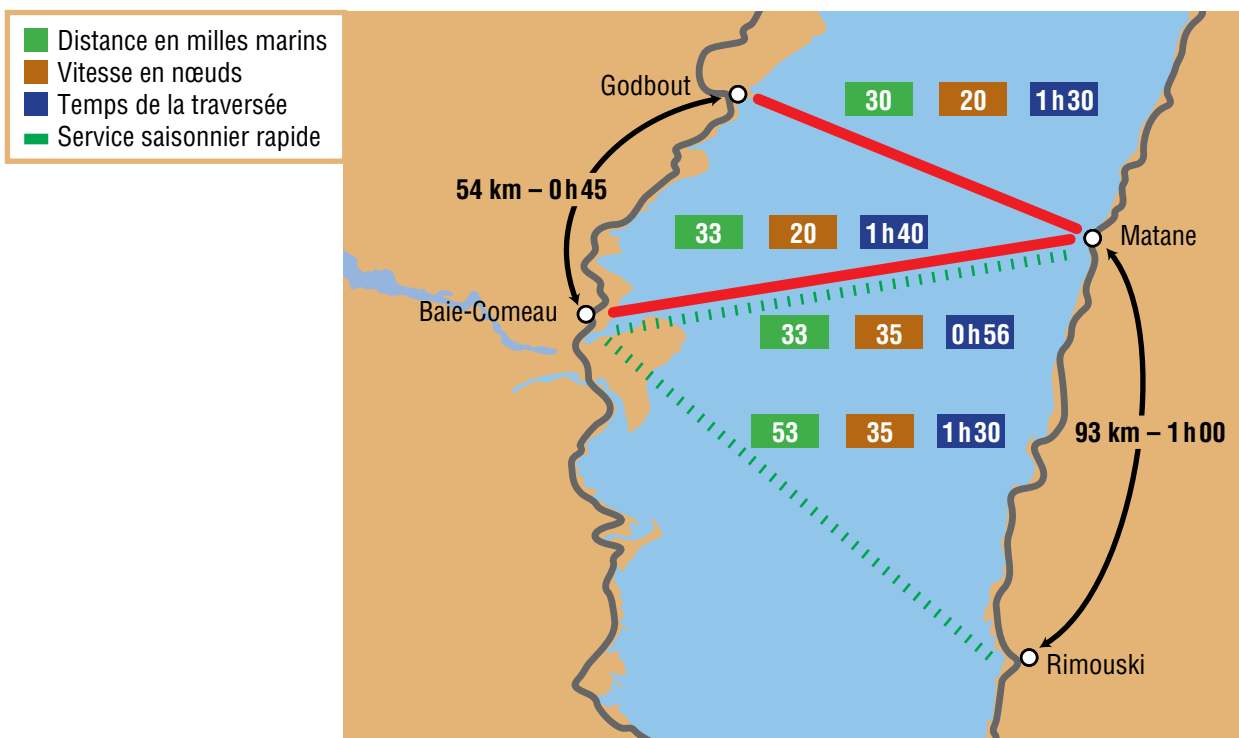 Distance en milles marins
Vitesse en nœuds
Temps de la traversée
Service saisonnier rapide
Godbout
30 20 1 h 30
54 km – 0 h 45
33 20 1 h 40
Matane
Baie-Comeau
33 35 0 h 56
53 35 1 h 30
93 km – 1 h 00
Rimouski